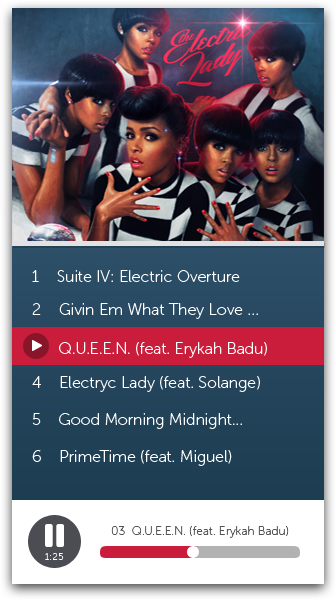 the Electric
Lady
1 Suite IV: Electric Overture
2 Givin Em What They Love ...
Q.U.E.E.N. (feat. Erykah Badu)
4 Electryc Lady (feat. Solange)
5 Good Morning Midnight...
6 PrimeTime (feat. Miguel)
03 Q.U.E.E.N. (feat. Erykah Badu)
1:25